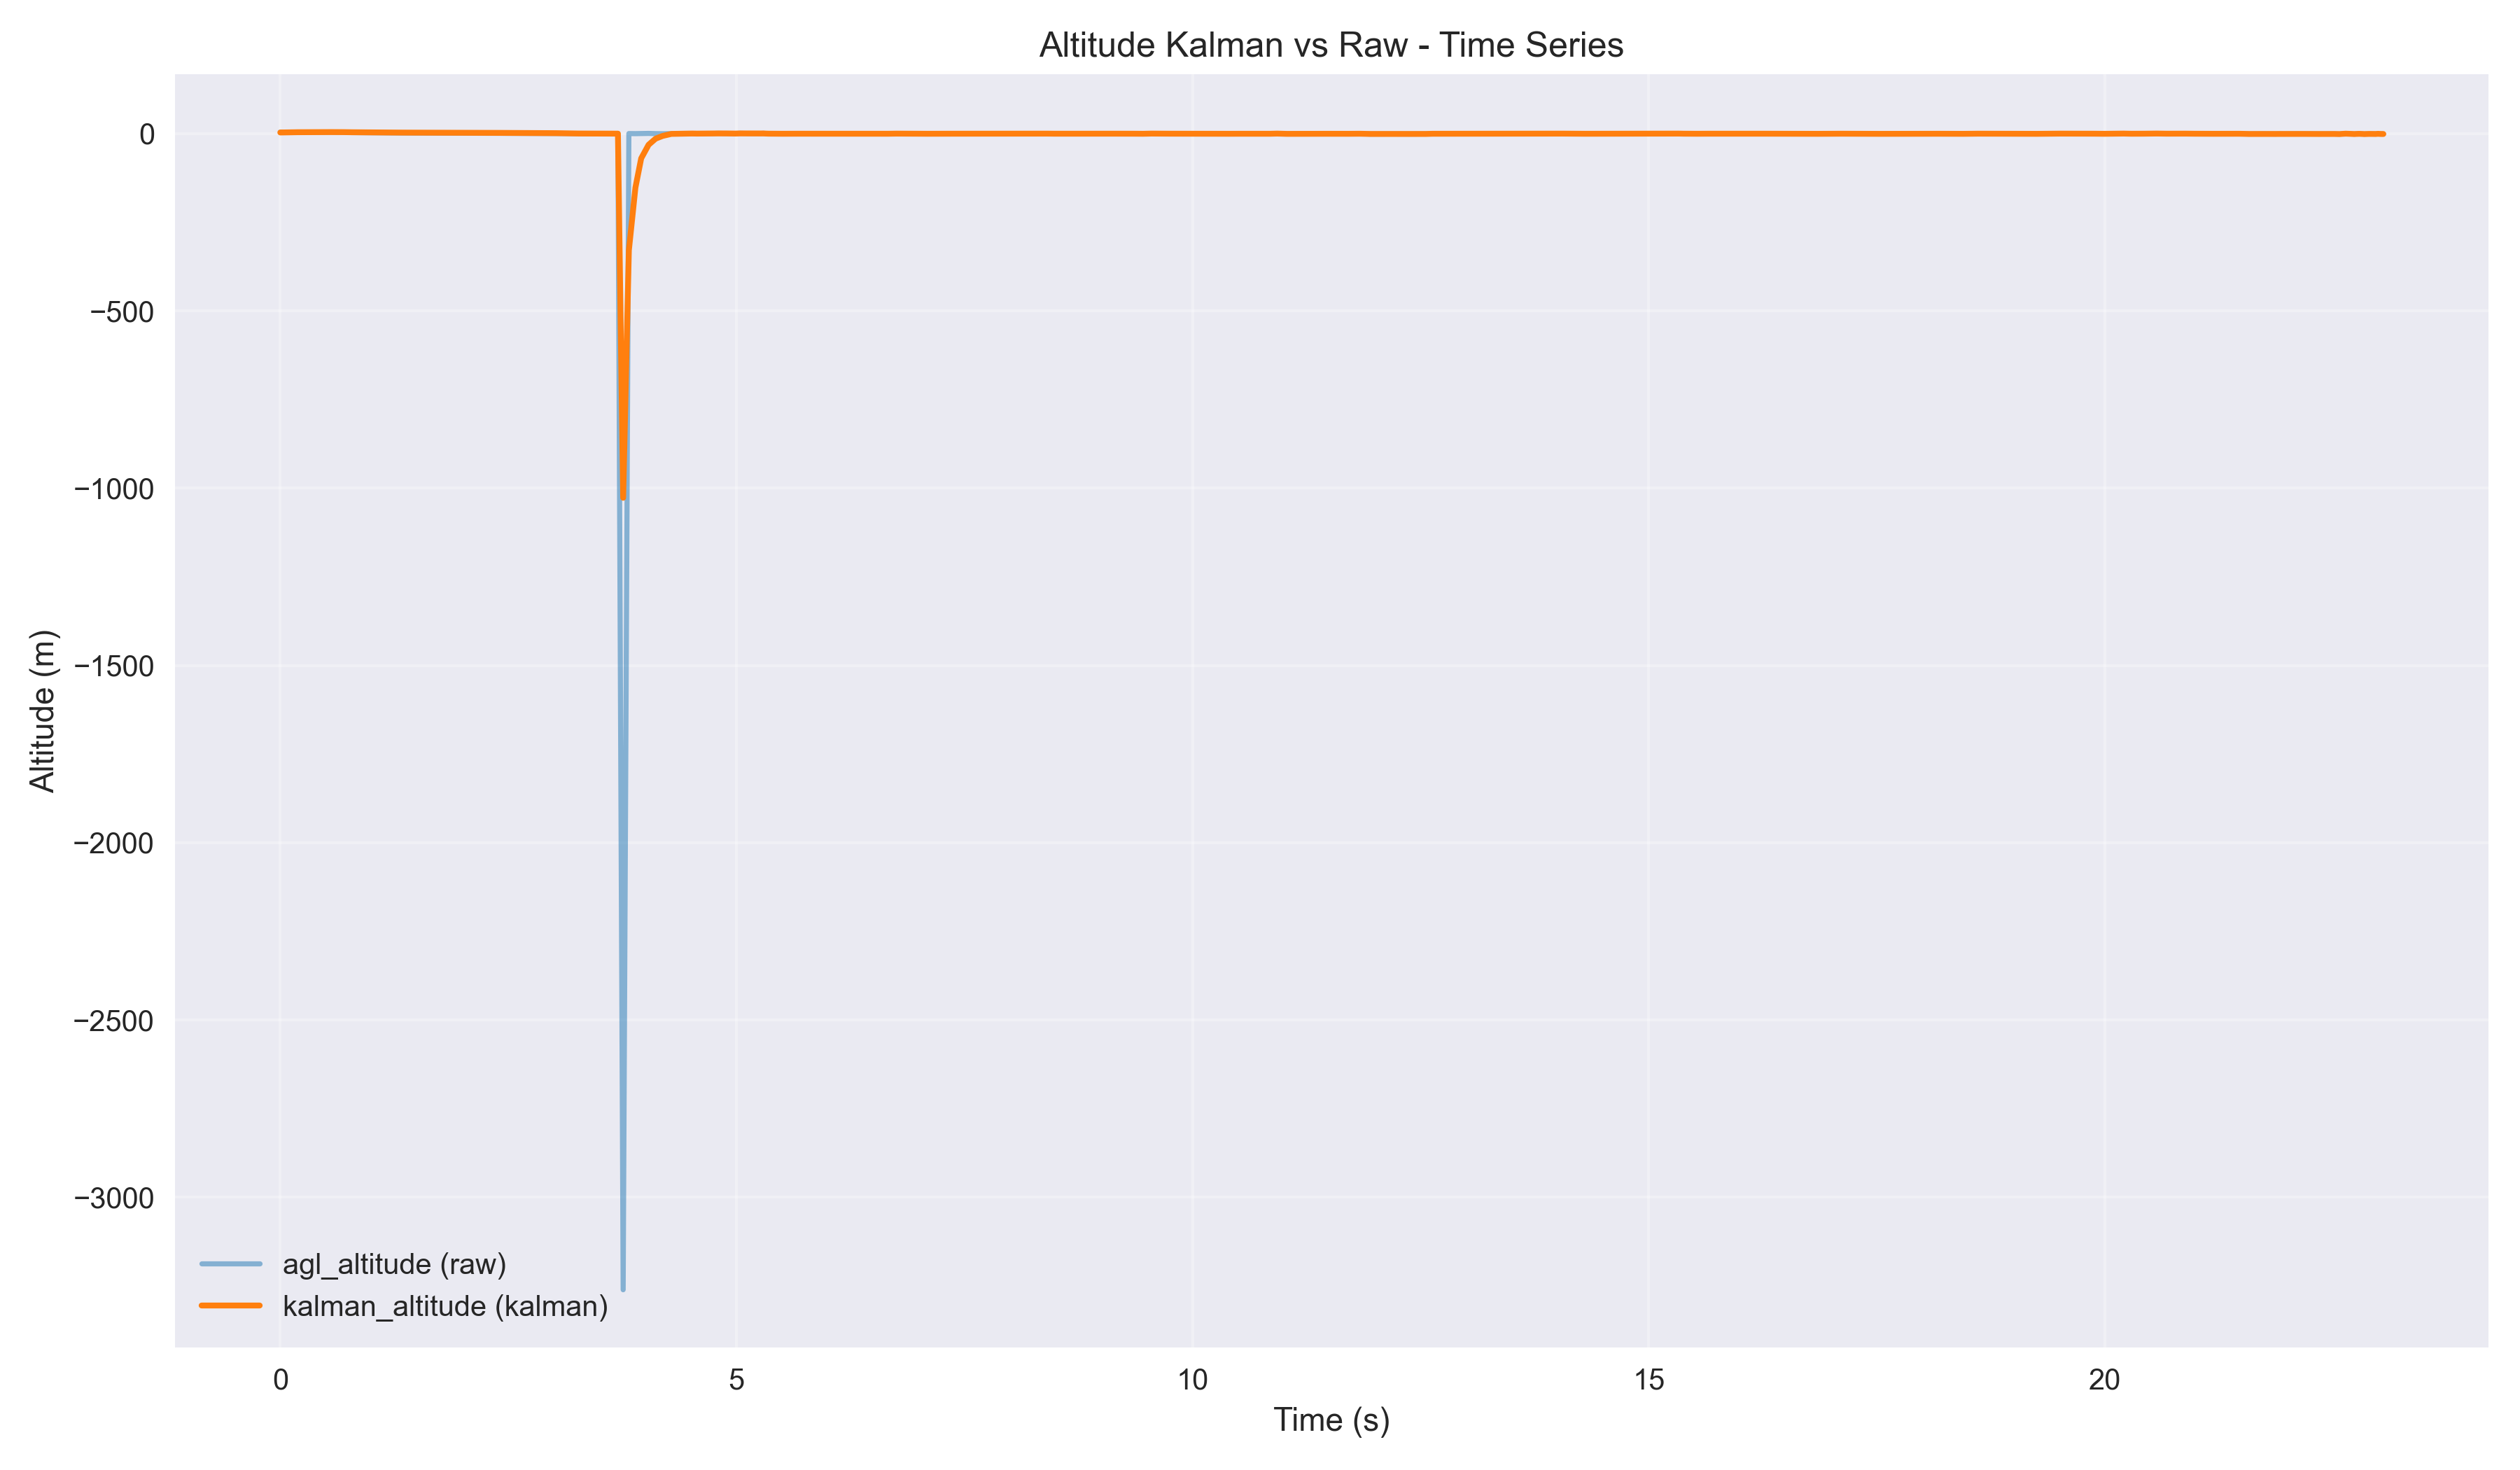 Altitude Kalman vs Raw - Time Series
Altitude (m)
0
−500
−1000
−1500
−2000
−2500
−3000
agl_altitude (raw)
kalman_altitude (kalman)
0 5 10 15 20
Time (s)